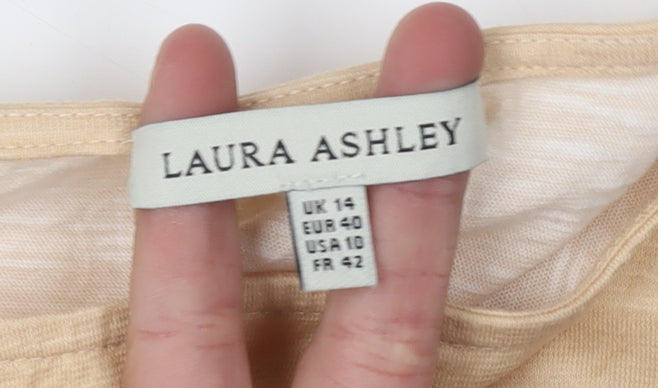 LAURA ASHLEY
UK 14
EUR 40
USA 10
FR 42